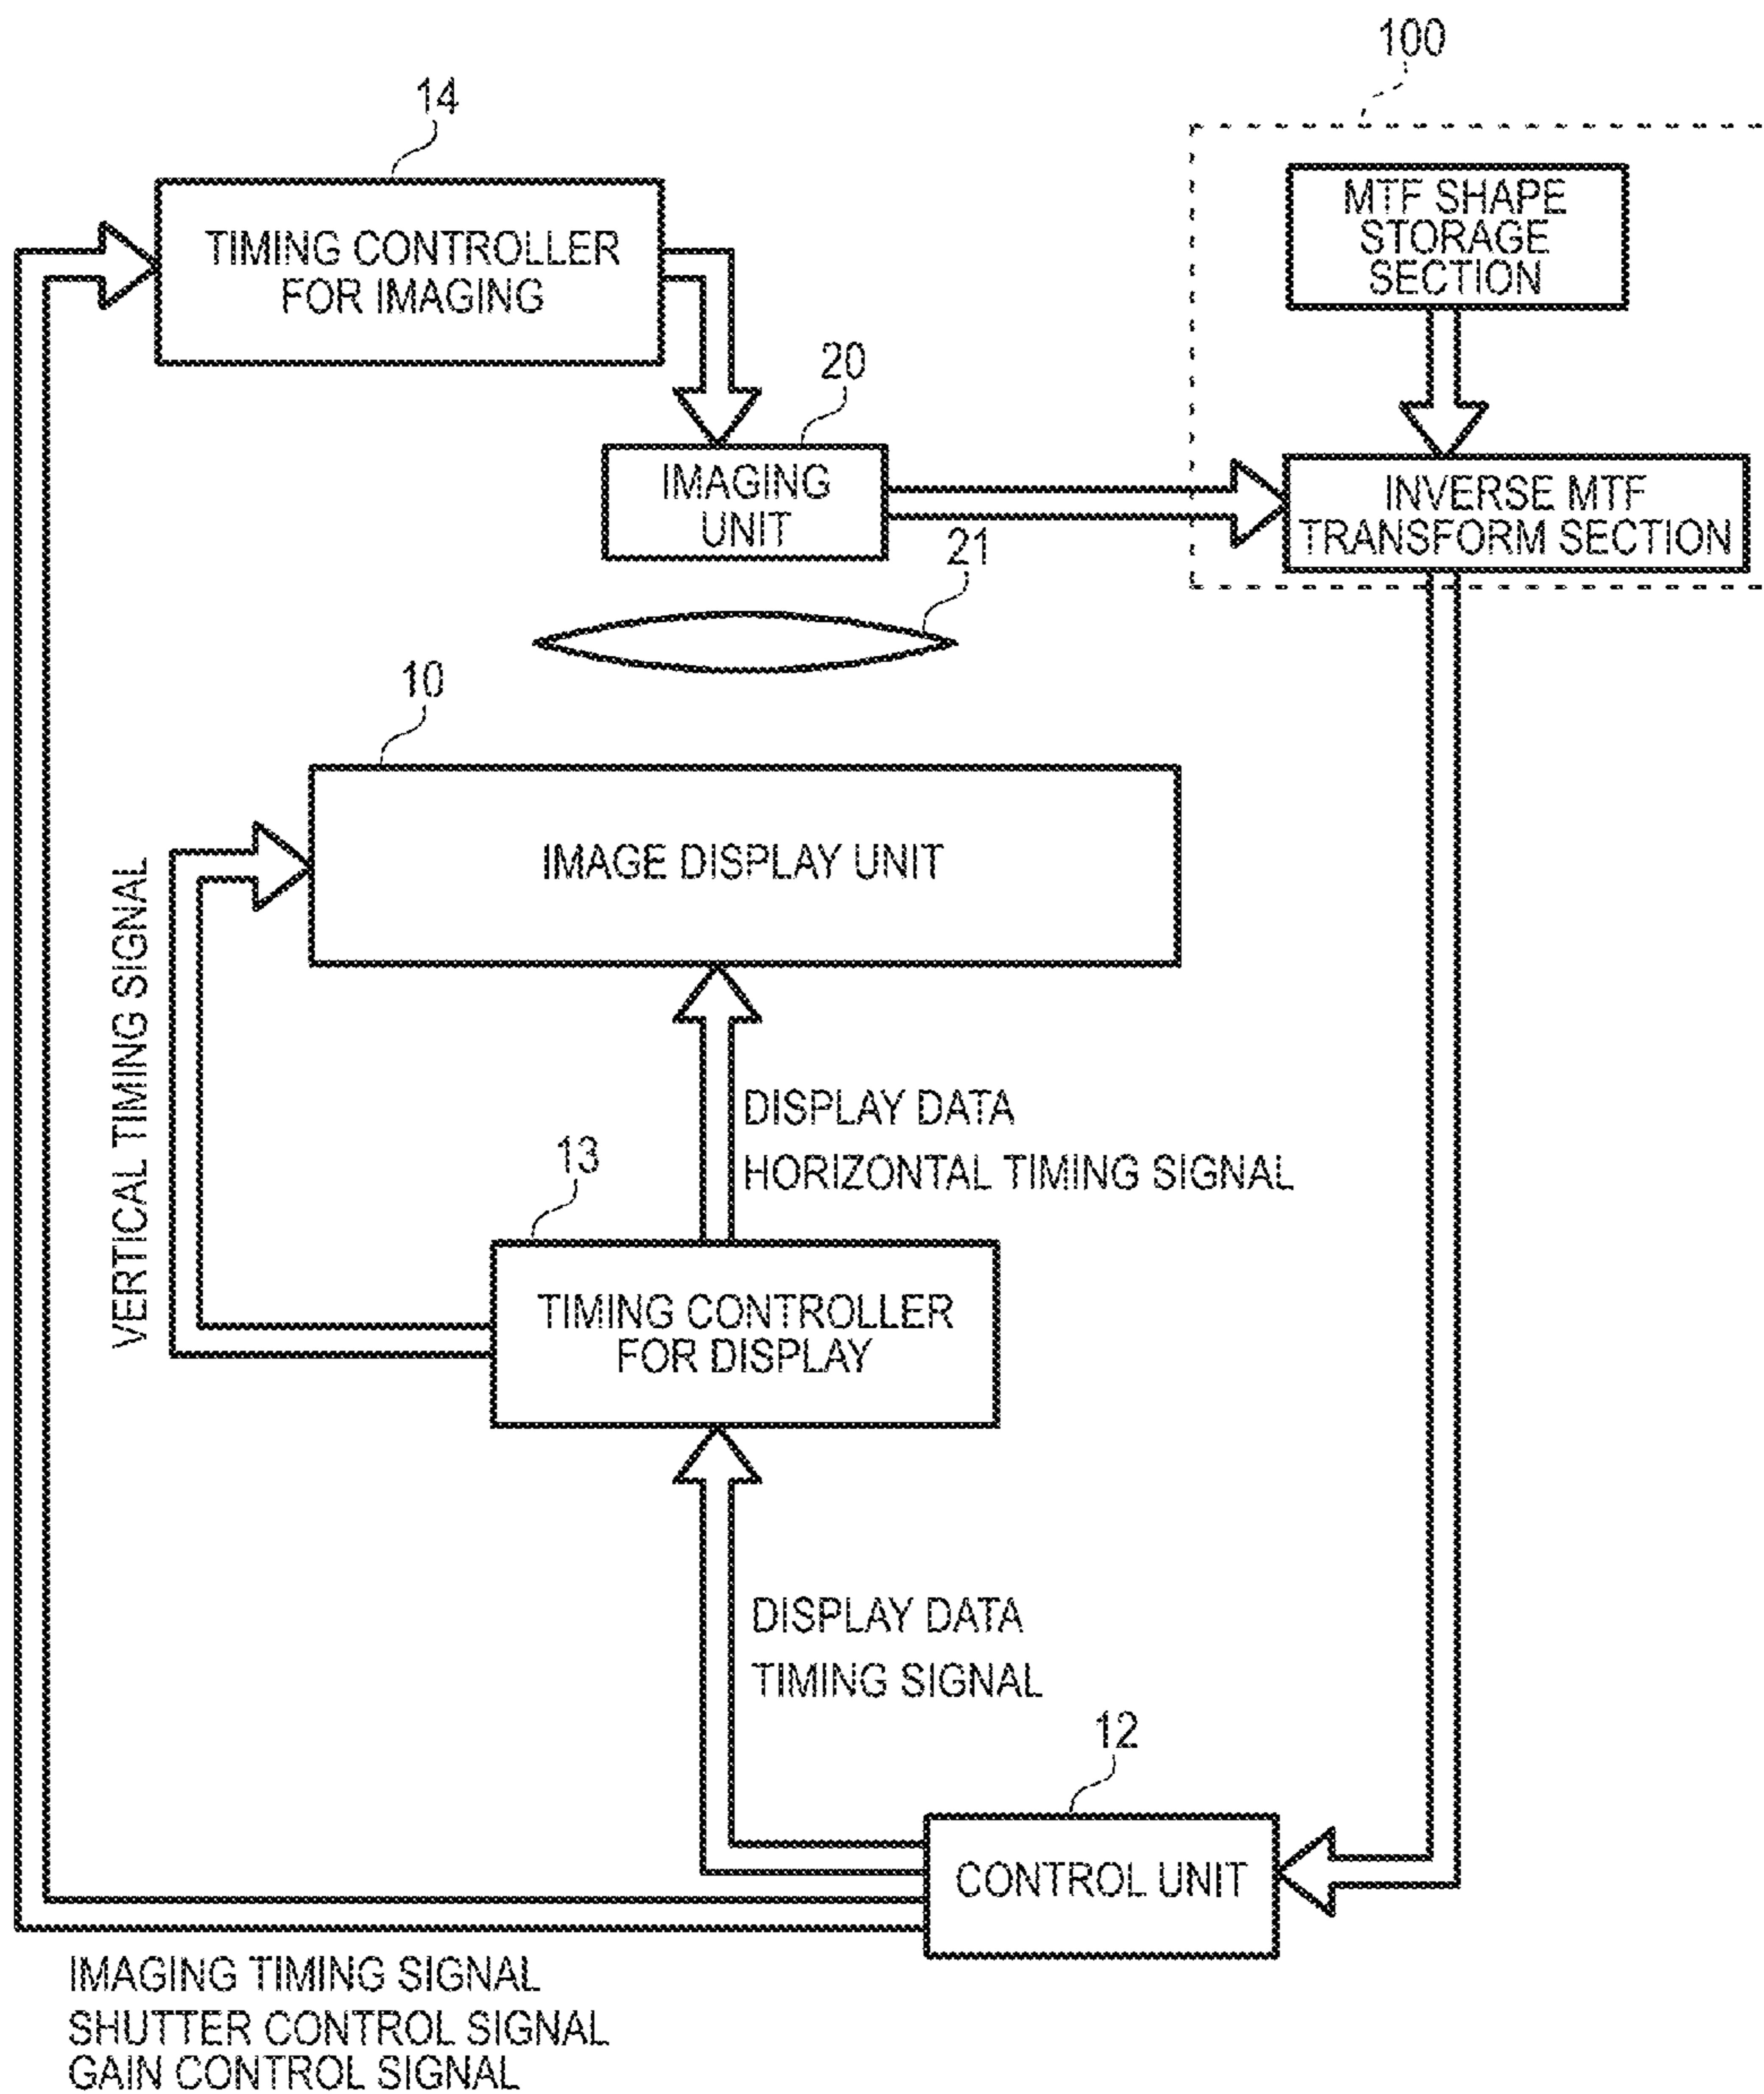 100
14
MTF SHAPE
STORAGE
SECTION
TIMING CONTROLLER
FOR IMAGING
20
IMAGING
UNIT
INVERSE MTF
TRANSFORM SECTION
21
10
IMAGE DISPLAY UNIT
VERTICAL TIMING SIGNAL
DISPLAY DATA
HORIZONTAL TIMING SIGNAL
13
TIMING CONTROLLER
FOR DISPLAY
DISPLAY DATA
TIMING SIGNAL
12
CONTROL UNIT
IMAGING TIMING SIGNAL
SHUTTER CONTROL SIGNAL
GAIN CONTROL SIGNAL